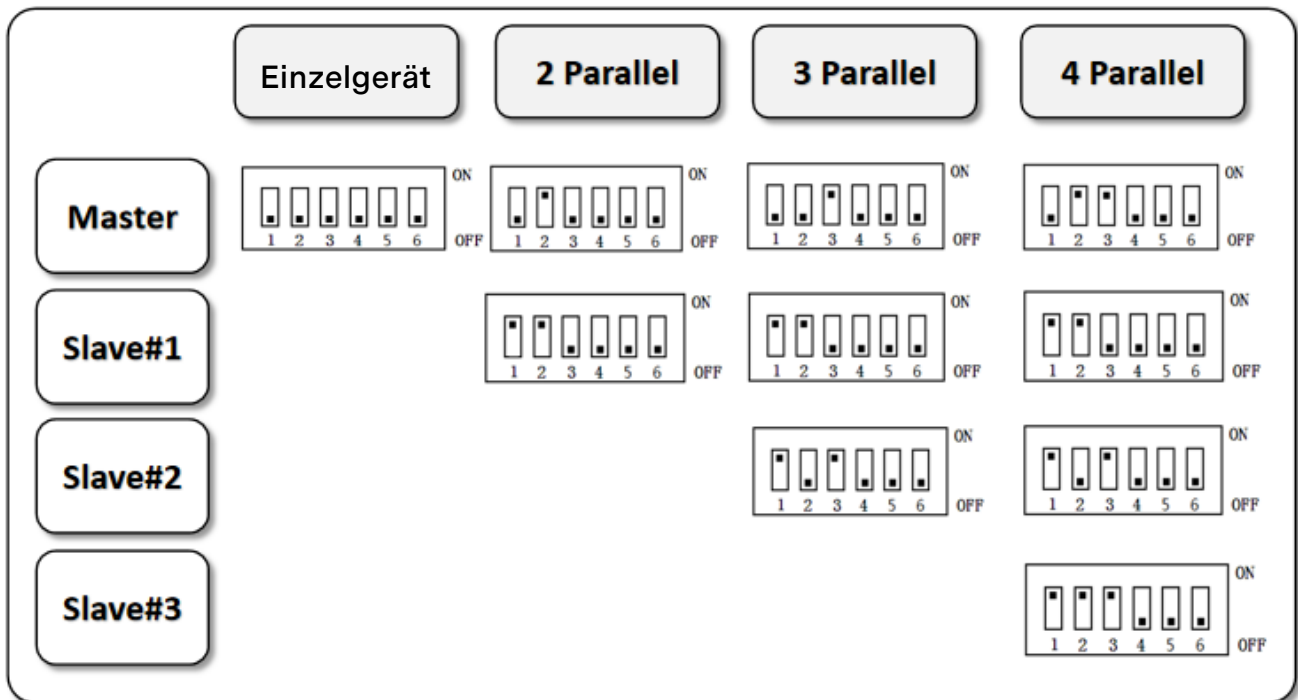 Einzelgerät 2 Parallel 3 Parallel 4 Parallel
Master
ON
1 2 3 4 5 6 OFF
ON
1 2 3 4 5 6 OFF
ON
1 2 3 4 5 6 OFF
ON
1 2 3 4 5 6 OFF
Slave#1
ON
1 2 3 4 5 6 OFF
ON
1 2 3 4 5 6 OFF
ON
1 2 3 4 5 6 OFF
Slave#2
ON
1 2 3 4 5 6 OFF
ON
1 2 3 4 5 6 OFF
Slave#3
ON
1 2 3 4 5 6 OFF